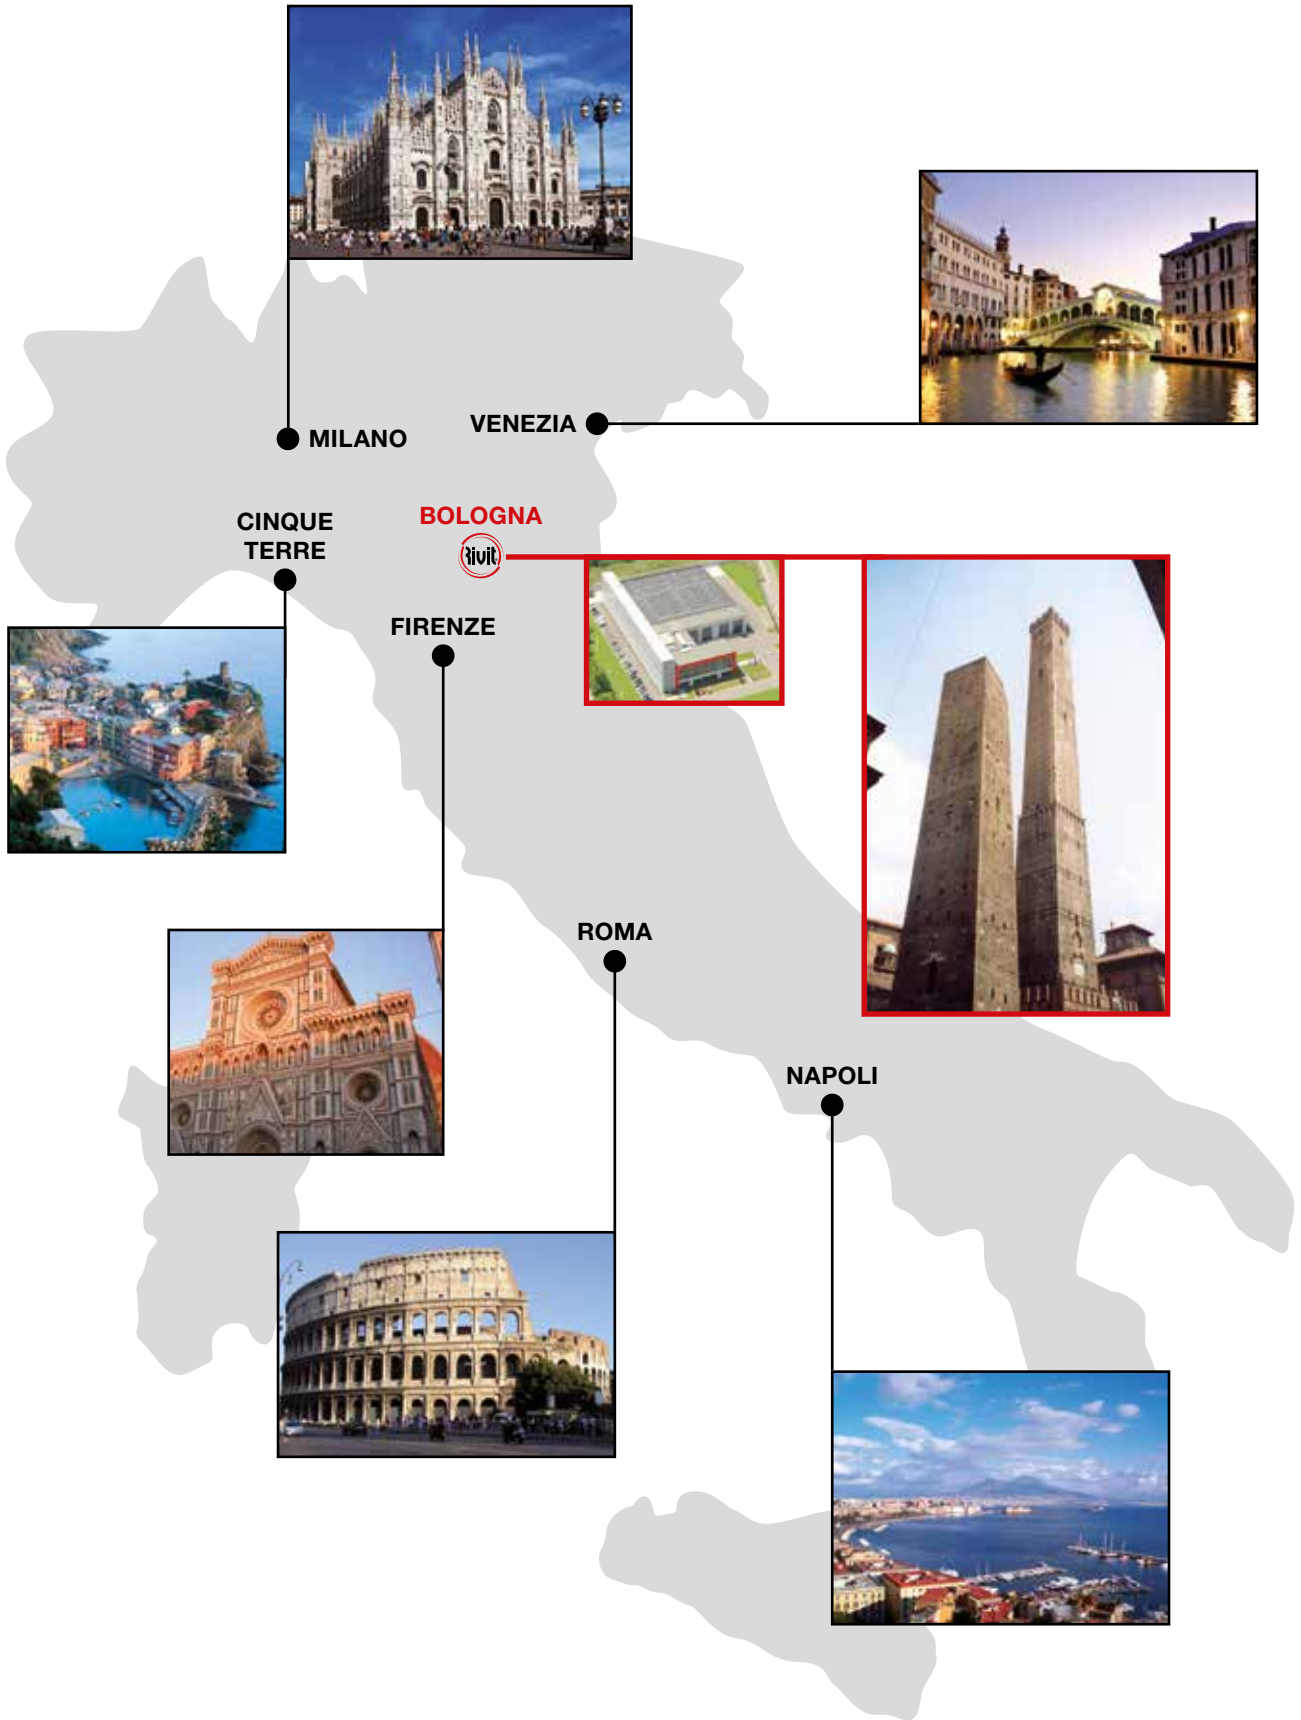 MILANO
VENEZIA
CINQUE
TERRE
BOLOGNA
Rivit
FIRENZE
ROMA
NAPOLI